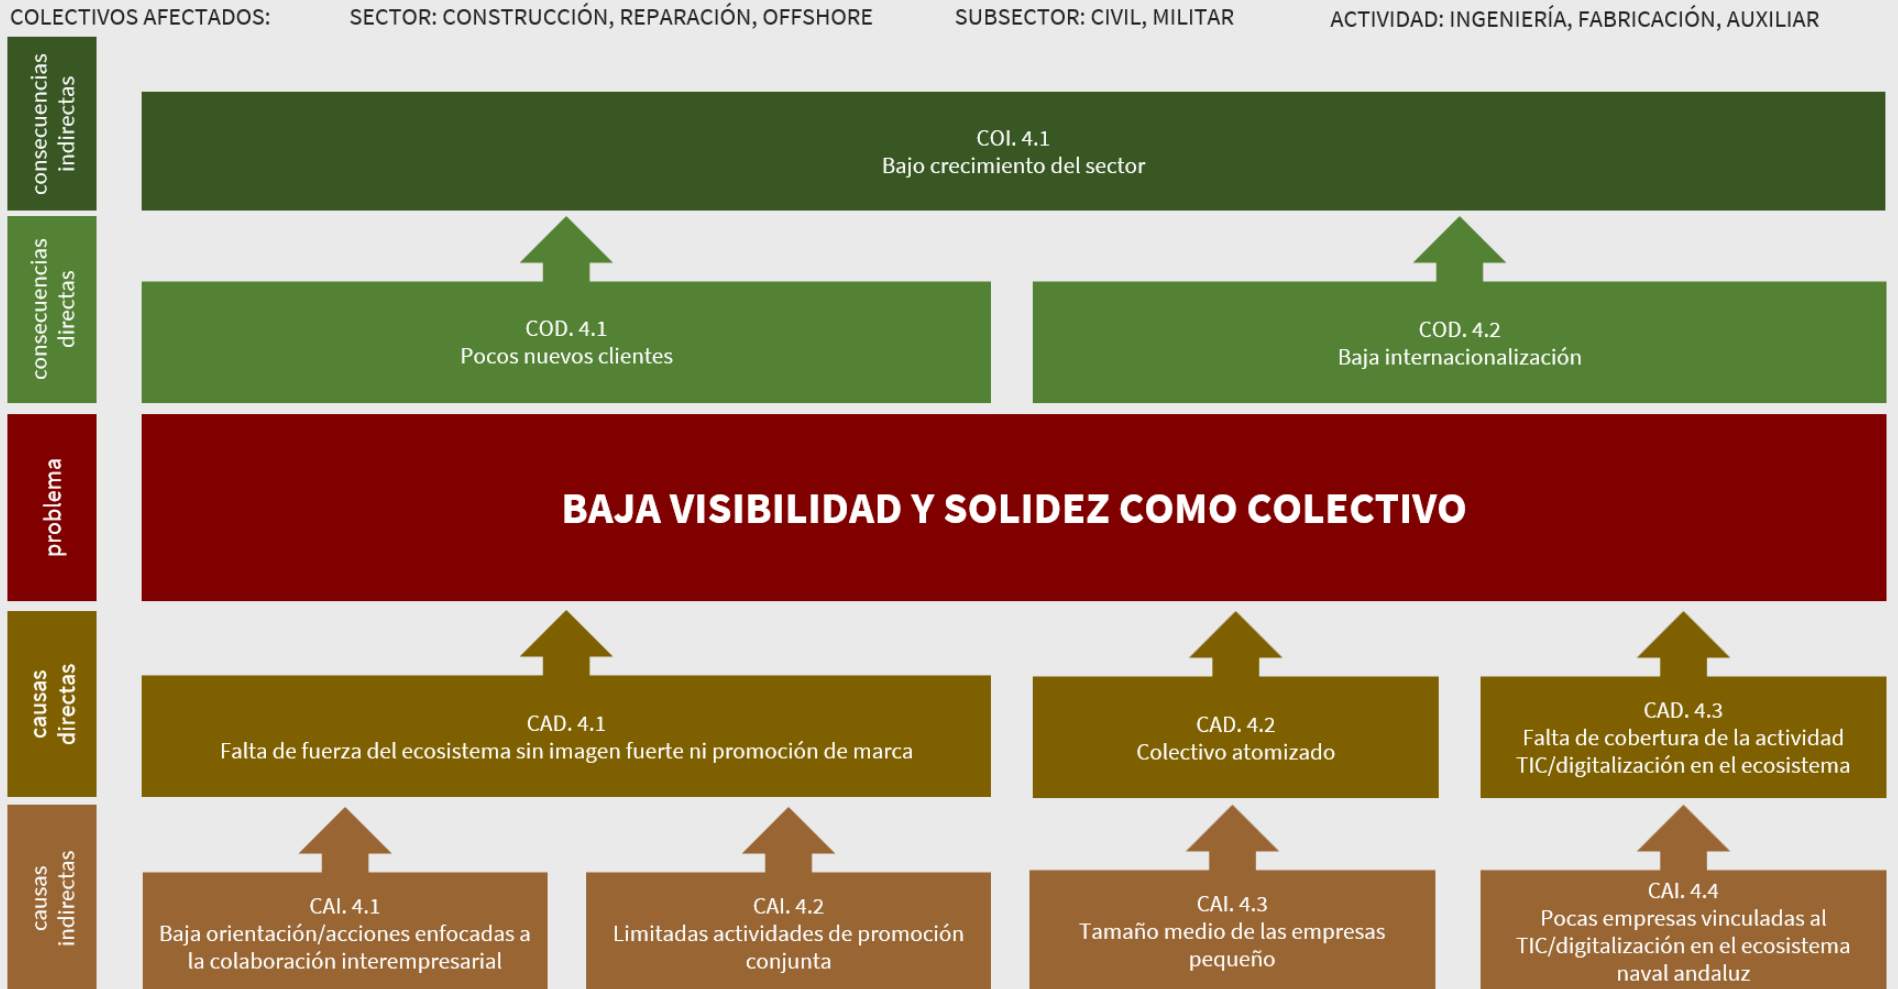 COLECTIVOS AFECTADOS:
SECTOR: CONSTRUCCIÓN, REPARACIÓN, OFFSHORE
SUBSECTOR: CIVIL, MILITAR
ACTIVIDAD: INGENIERÍA, FABRICACIÓN, AUXILIAR
consecuencias
indirectas
COI. 4.1
Bajo crecimiento del sector
consecuencias
directas
COD. 4.1
Pocos nuevos clientes
COD. 4.2
Baja internacionalización
problema
BAJA VISIBILIDAD Y SOLIDEZ COMO COLECTIVO
causas
directas
CAD. 4.1
Falta de fuerza del ecosistema sin imagen fuerte ni promoción de marca
CAD. 4.2
Colectivo atomizado
CAD. 4.3
Falta de cobertura de la actividad
TIC/digitalización en el ecosistema
causas
indirectas
CAI. 4.1
Baja orientación/acciones enfocadas a
la colaboración interempresarial
CAI. 4.2
Limitadas actividades de promoción
conjunta
CAI. 4.3
Tamaño medio de las empresas
pequeño
CAI. 4.4
Pocas empresas vinculadas al
TIC/digitalización en el ecosistema
naval andaluz